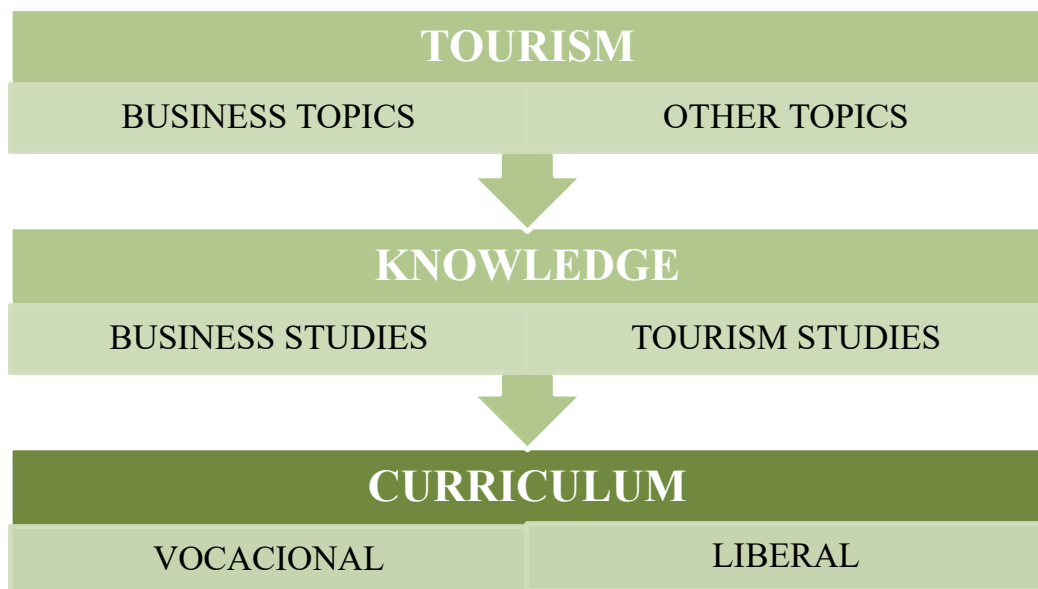 TOURISM
BUSINESS TOPICS OTHER TOPICS
KNOWLEDGE
BUSINESS STUDIES TOURISM STUDIES
CURRICULUM
VOCACIONAL LIBERAL